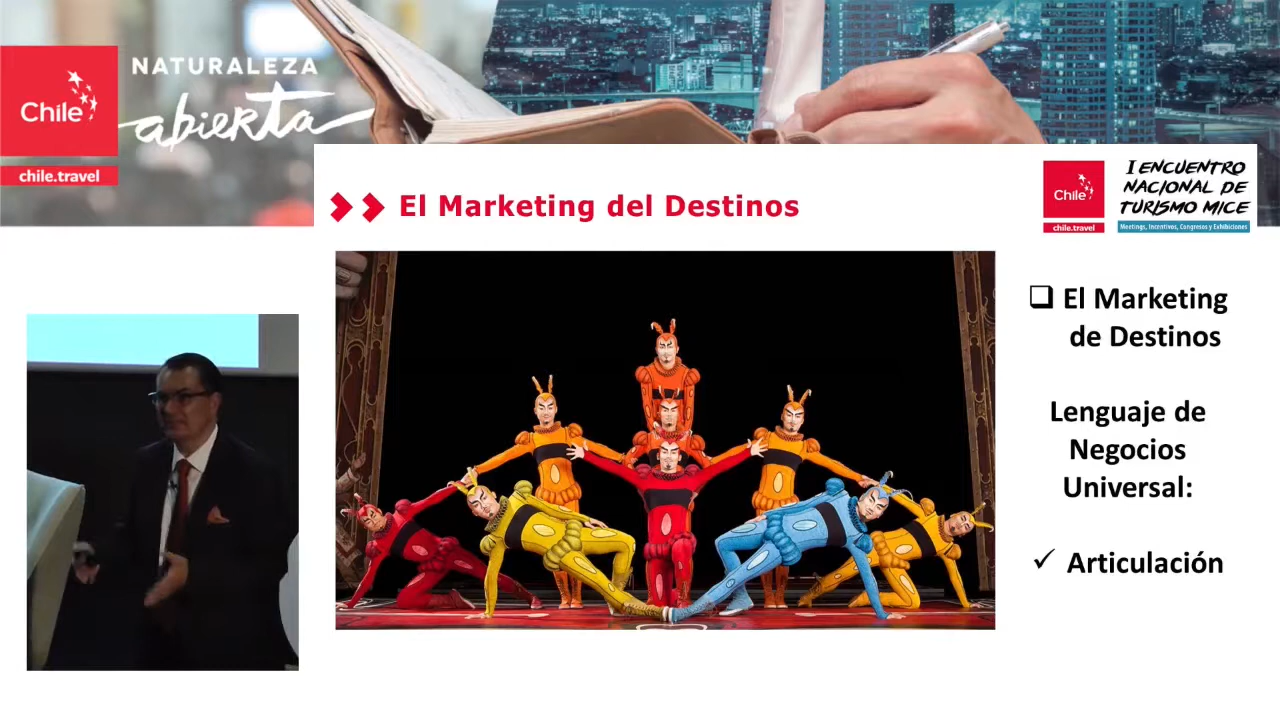 NATURALEZA
abierta
Chile
chile.travel
El Marketing del Destinos
Chile
chile.travel
I ENCUENTRO
NACIONAL DE
TURISMO MICE
Meetings, Incentivos, Congresos y Exhibiciones
El Marketing
de Destinos
Lenguaje de
Negocios
Universal:
✓ Articulación